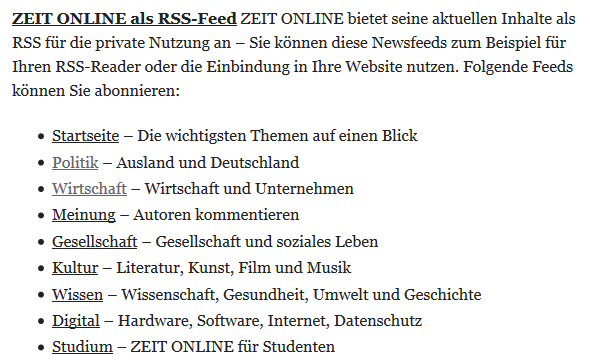 ZEIT ONLINE als RSS-Feed ZEIT ONLINE bietet seine aktuellen Inhalte als
RSS für die private Nutzung an – Sie können diese Newsfeeds zum Beispiel für
Ihren RSS-Reader oder die Einbindung in Ihre Website nutzen. Folgende Feeds
können Sie abonnieren:
• Startseite – Die wichtigsten Themen auf einen Blick
• Politik – Ausland und Deutschland
• Wirtschaft – Wirtschaft und Unternehmen
• Meinung – Autoren kommentieren
• Gesellschaft – Gesellschaft und soziales Leben
• Kultur – Literatur, Kunst, Film und Musik
• Wissen – Wissenschaft, Gesundheit, Umwelt und Geschichte
• Digital – Hardware, Software, Internet, Datenschutz
• Studium – ZEIT ONLINE für Studenten